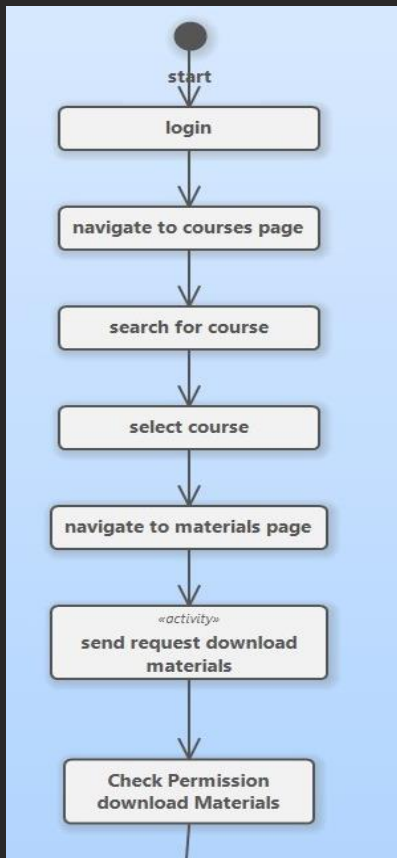 start
login
navigate to courses page
search for course
select course
navigate to materials page
«activity»
send request download
materials
Check Permission
download Materials